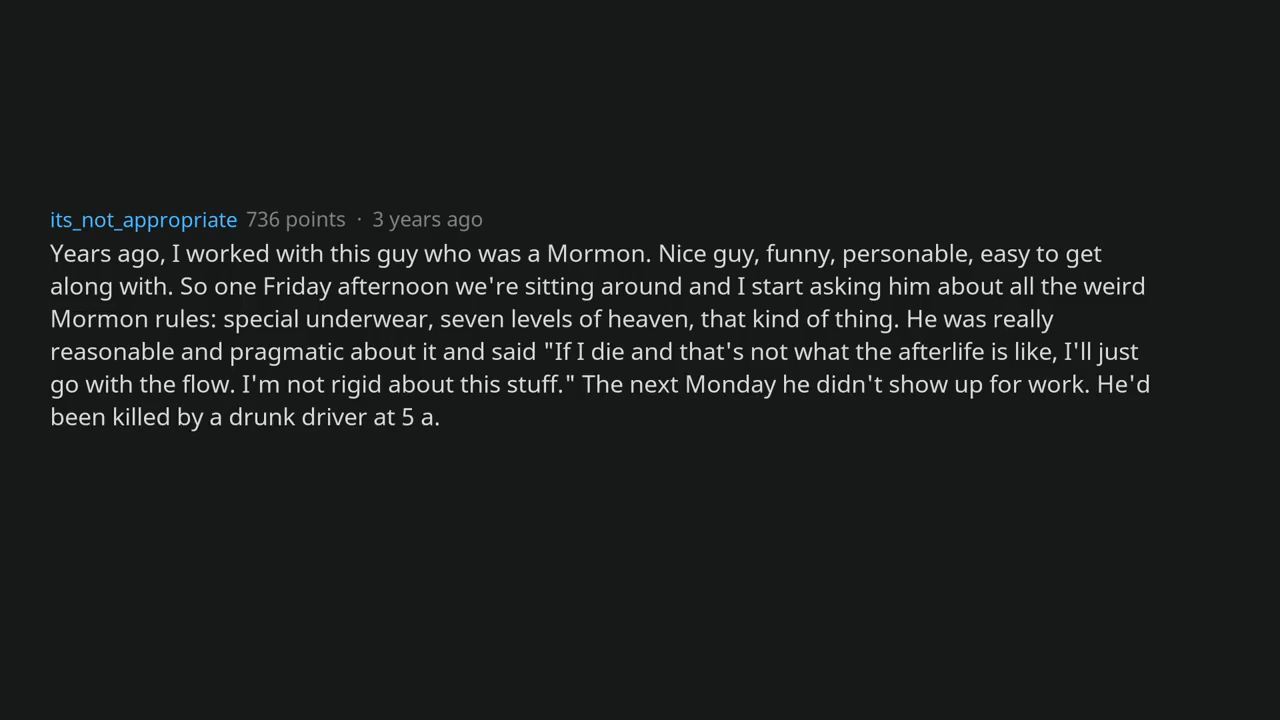 its_not_appropriate 736 points · 3 years ago
Years ago, I worked with this guy who was a Mormon. Nice guy, funny, personable, easy to get
along with. So one Friday afternoon we're sitting around and I start asking him about all the weird
Mormon rules: special underwear, seven levels of heaven, that kind of thing. He was really
reasonable and pragmatic about it and said "If I die and that's not what the afterlife is like, I'll just
go with the flow. I'm not rigid about this stuff." The next Monday he didn't show up for work. He'd
been killed by a drunk driver at 5 a.